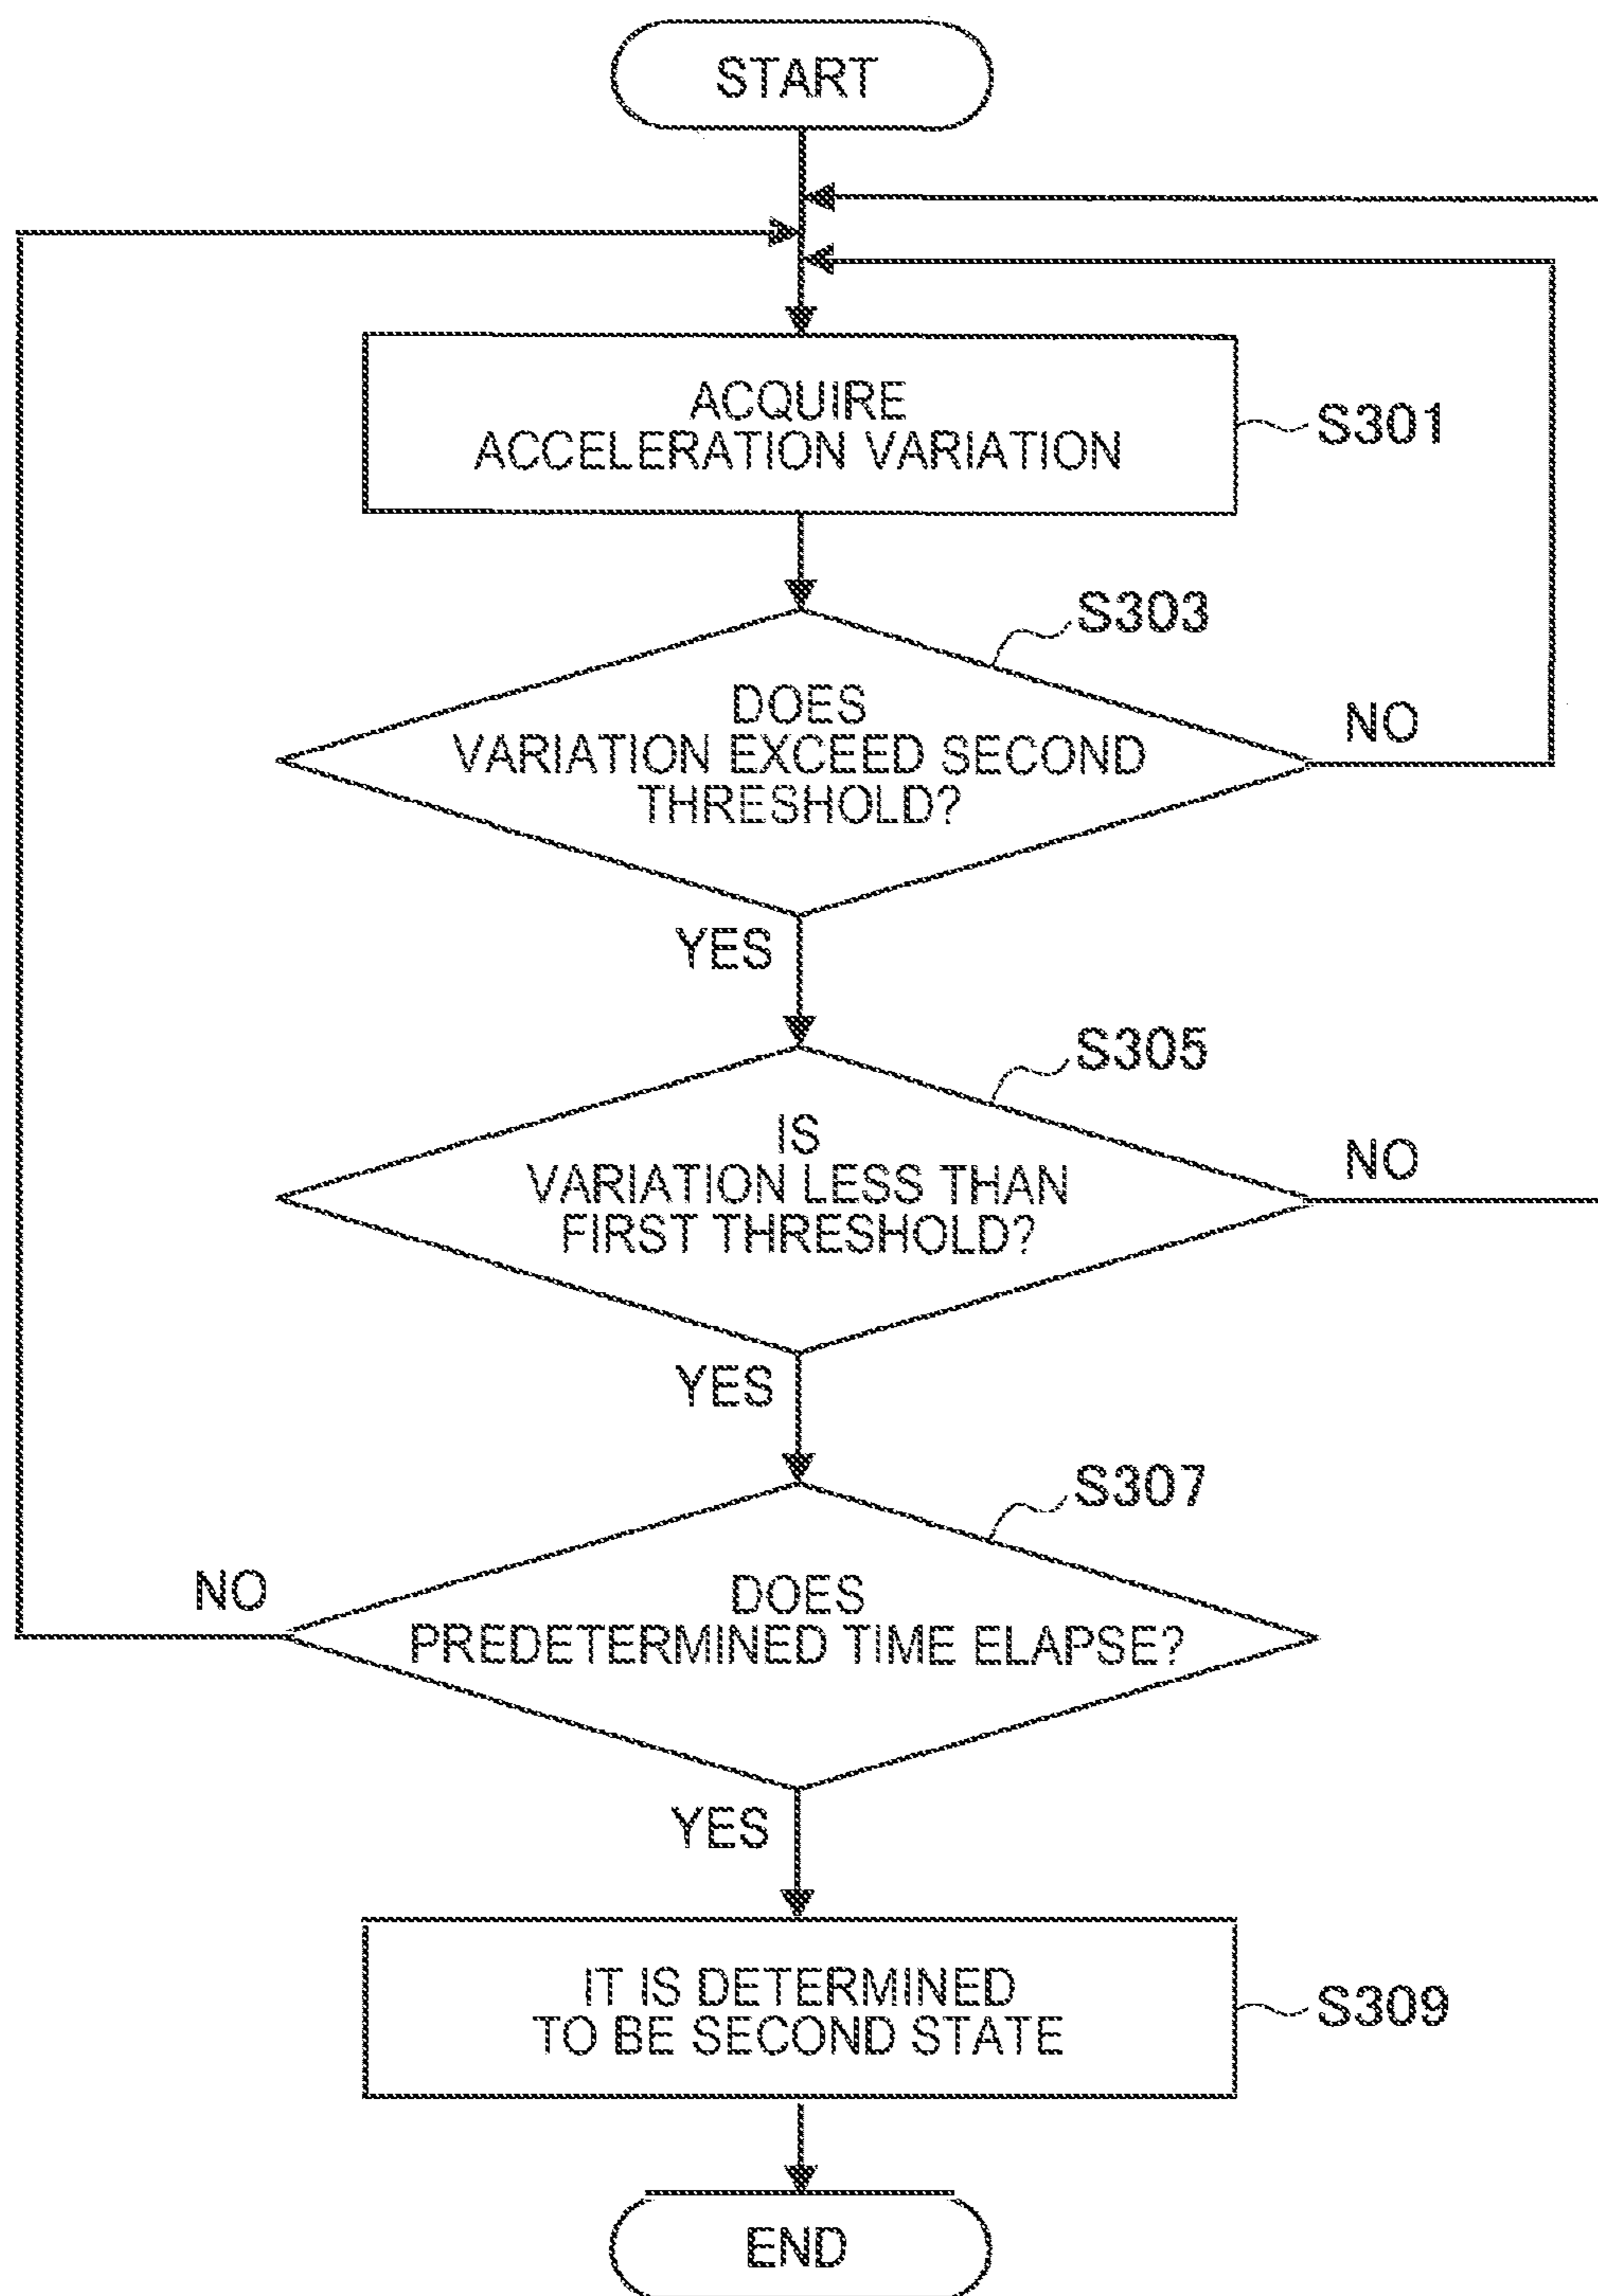 START
ACQUIRE
ACCELERATION VARIATION
S301
S303
DOES
VARIATION EXCEED SECOND
THRESHOLD?
NO
YES
S305
IS
VARIATION LESS THAN
FIRST THRESHOLD?
NO
YES
S307
DOES
PREDETERMINED TIME ELAPSE?
NO
YES
IT IS DETERMINED
TO BE SECOND STATE
S309
END